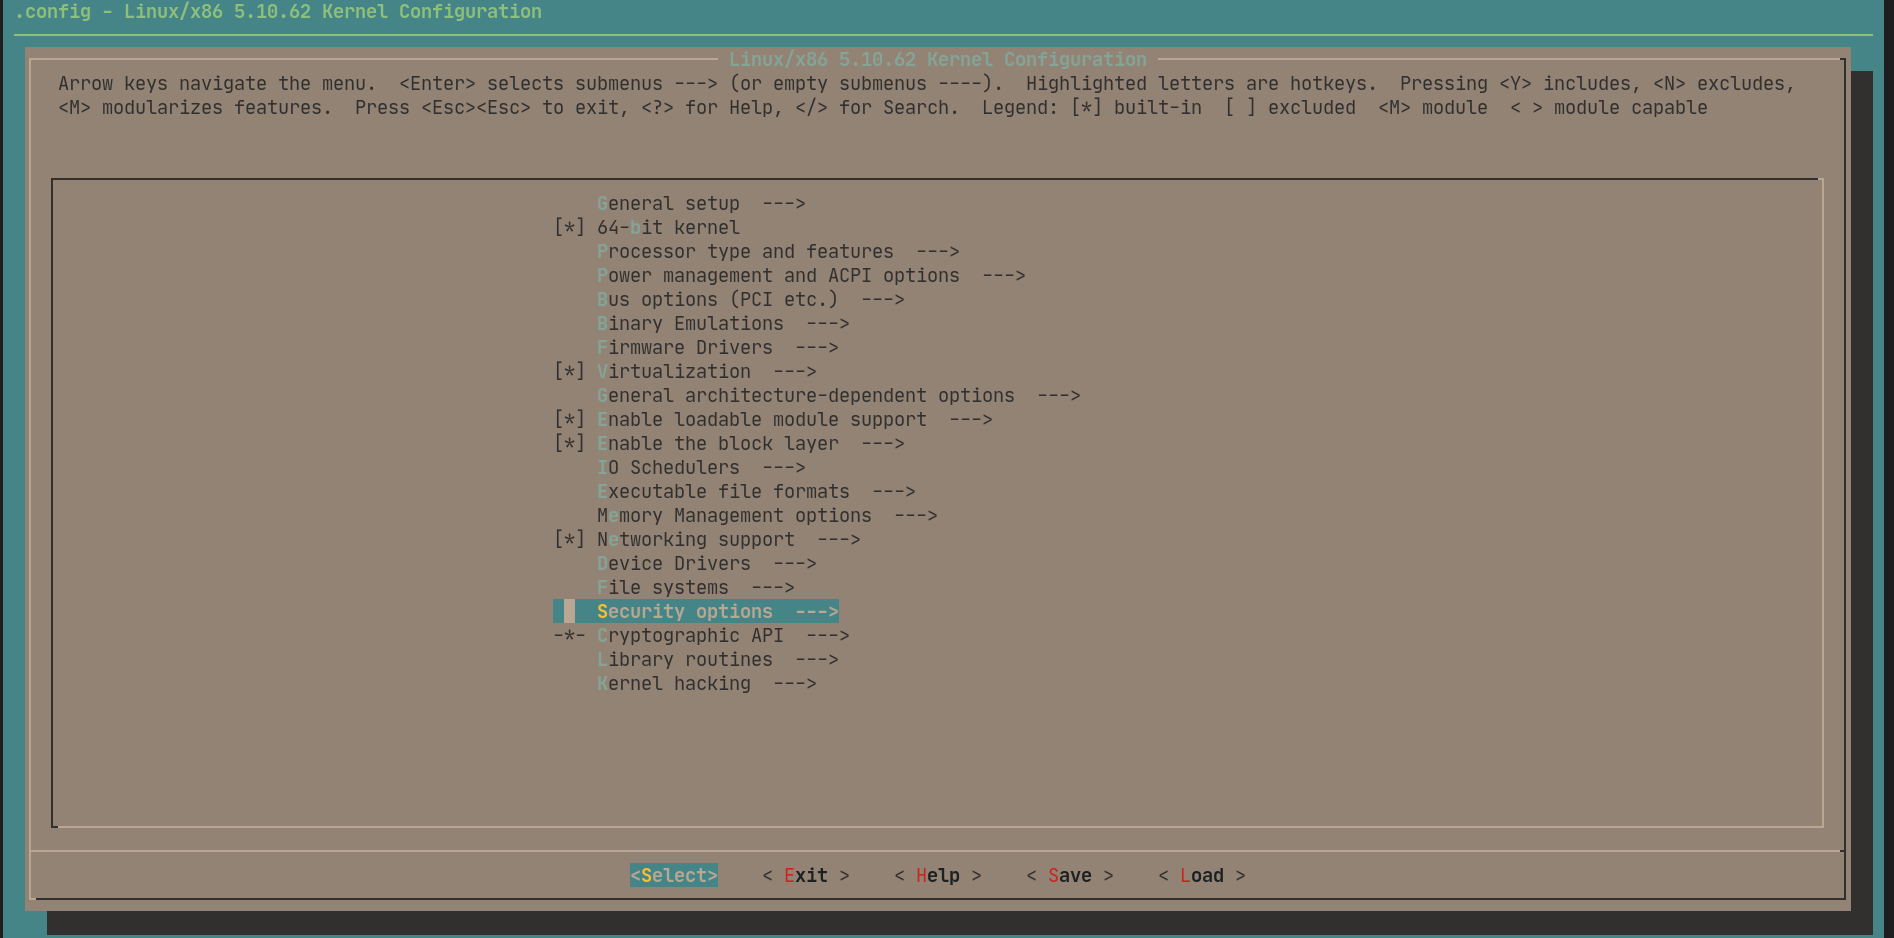 .config - Linux/x86 5.10.62 Kernel Configuration
Linux/x86 5.10.62 Kernel Configuration
Arrow keys navigate the menu.  <Enter> selects submenus ---> (or empty submenus ----).  Highlighted letters are hotkeys.  Pressing <Y> includes, <N> excludes,
<M> modularizes features.  Press <Esc><Esc> to exit, <?> for Help, </> for Search.  Legend: [*] built-in  [ ] excluded  <M> module  < > module capable
General setup  --->
[*] 64-bit kernel
Processor type and features  --->
Power management and ACPI options  --->
Bus options (PCI etc.)  --->
Binary Emulations  --->
Firmware Drivers  --->
[*] Virtualization  --->
General architecture-dependent options  --->
[*] Enable loadable module support  --->
[*] Enable the block layer  --->
IO Schedulers  --->
Executable file formats  --->
Memory Management options  --->
[*] Networking support  --->
Device Drivers  --->
File systems  --->
Security options  --->
-*- Cryptographic API  --->
Library routines  --->
Kernel hacking  --->
<Select>    < Exit >    < Help >    < Save >    < Load >